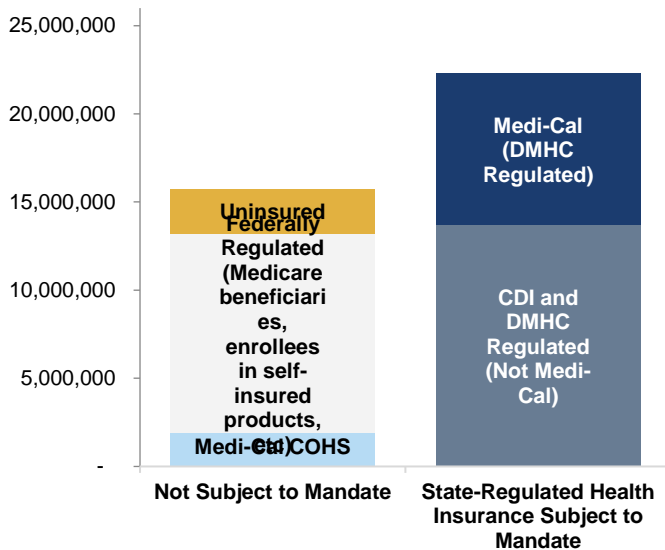 25,000,000
20,000,000
15,000,000
10,000,000
5,000,000
-
Uninsured
Federally
Regulated
(Medicare
beneficiari
es,
enrollees
in self-
insured
products,
etc)
Medi-Cal COHS
Medi-Cal
(DMHC
Regulated)
CDI and
DMHC
Regulated
(Not Medi-
Cal)
Not Subject to Mandate
State-Regulated Health
Insurance Subject to
Mandate